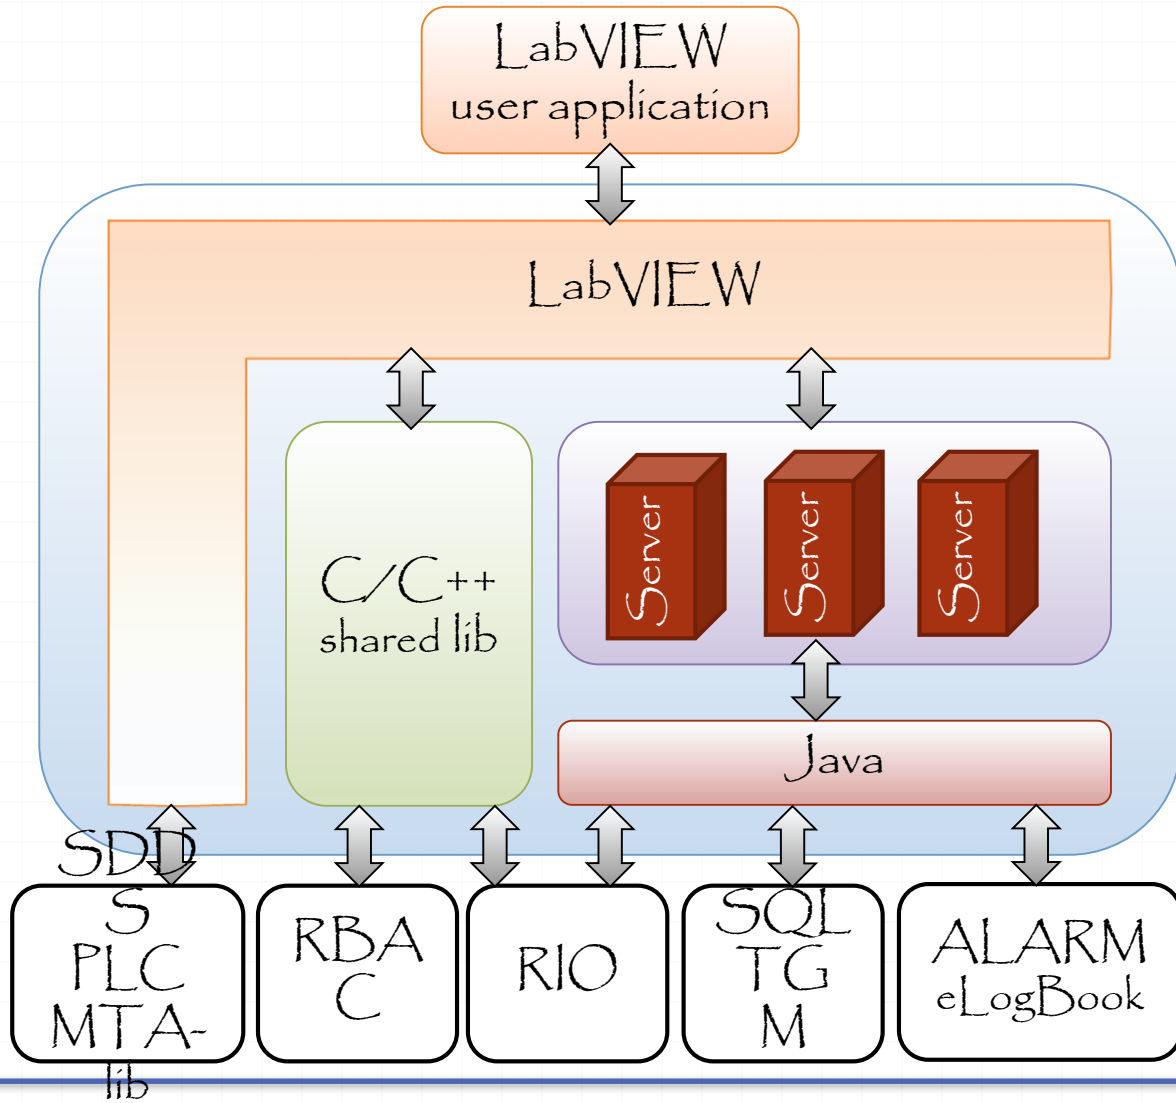 LabVIEW
user application
LabVIEW
C/C++
shared lib
Server
Server
Server
Java
SDD
S
PLC
MTA-
lib
RBA
C
RIO
SQL
TG
M
ALARM
eLogBook